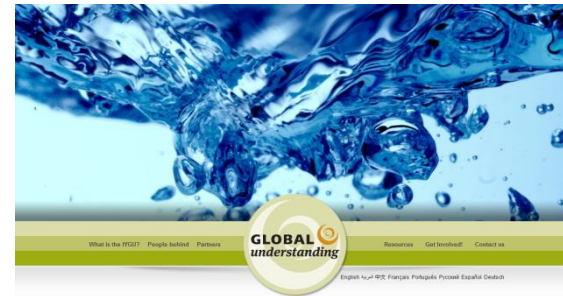 What is the IYGU? People behind Partners
GLOBAL
understanding
Resources Get Involved! Contact us
English عربية 中文 Français Português Русский Español Deutsch